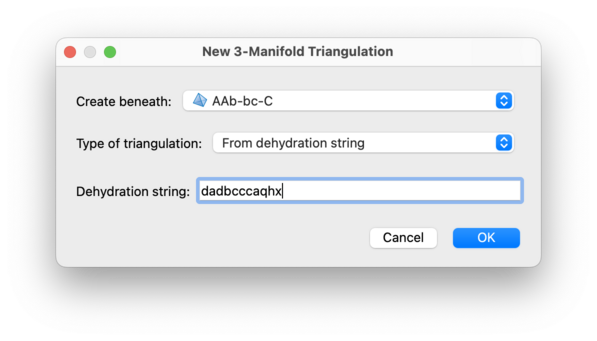 New 3-Manifold Triangulation
Create beneath: AAb-bc-C
Type of triangulation: From dehydration string
Dehydration string: dadbcccaqhx
Cancel OK